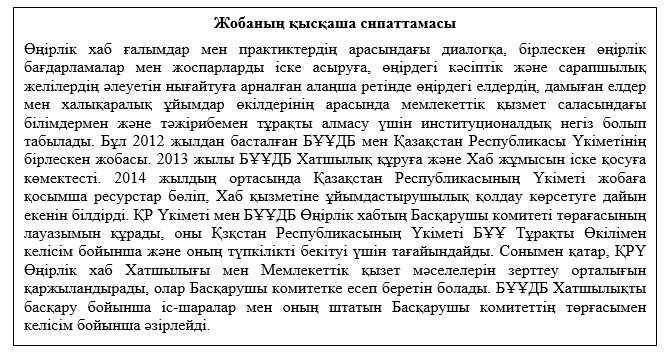 Жобаның қысқаша сипаттамасы
Өңірлік хаб ғалымдар мен практиктердің арасындағы диалогқа, бірлескен өңірлік
бағдарламалар мен жоспарларды іске асыруға, өңірдегі кәсіптік және сарапшылық
желілердің әлеуетін нығайтуға арналған алаңша ретінде өңірдегі елдердің, дамыған елдер
мен халықаралық ұйымдар өкілдерінің арасында мемлекеттік қызмет саласындағы
білімдермен және тәжірибемен тұрақты алмасу үшін институционалдық негіз болып
табылады. Бұл 2012 жылдан басталған БҰҰДБ мен Қазақстан Республикасы Үкіметінің
бірлескен жобасы. 2013 жылы БҰҰДБ Хатшылық құруға және Хаб жұмысын іске қосуға
көмектесті. 2014 жылдың ортасында Қазақстан Республикасының Үкіметі жобаға
қосымша ресурстар бөліп, Хаб қызметіне ұйымдастырушылық қолдау көрсетуге дайын
екенін білдірді. ҚР Үкіметі мен БҰҰДБ Өңірлік хабтың Басқарушы комитеті төрағасының
лауазымын құрады, оны Қзқстан Республикасының Үкіметі БҰҰ Тұрақты Өкілімен
келісім бойынша және оның түпкілікті бекітуі үшін тағайындайды. Сонымен қатар, ҚРҮ
Өңірлік хаб Хатшылығы мен Мемлекеттік қызет мәселелерін зерттеу орталығын
қаржыландырады, олар Басқарушы комитетке есеп беретін болады. БҰҰДБ Хатшылықты
басқару бойынша іс-шаралар мен оның штатын Басқарушы комитеттің төрғасымен
келісім бойынша әзірлейді.